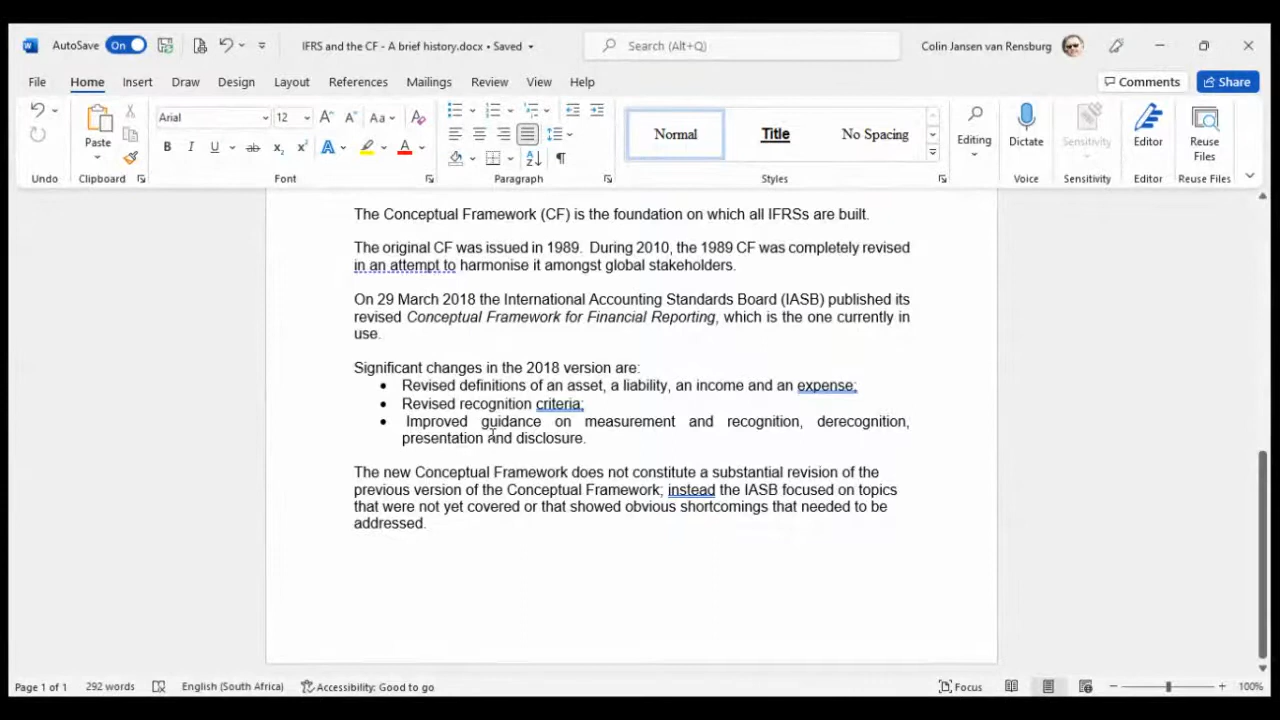 AutoSave On IFRS and the CF - A brief history.docx • Saved Search (Alt+Q) Colin Jansen van Rensburg
File Home Insert Draw Design Layout References Mailings Review View Help Comments Share
Arial 12 Aa
Paste B I U ab x₂ x² A A
Normal Title No Spacing
Editing Dictate Sensitivity Editor Reuse Files
Undo Clipboard Font Paragraph Styles Voice Sensitivity Editor Reuse Files
The Conceptual Framework (CF) is the foundation on which all IFRSs are built.
The original CF was issued in 1989.  During 2010, the 1989 CF was completely revised
in an attempt to harmonise it amongst global stakeholders.
On 29 March 2018 the International Accounting Standards Board (IASB) published its
revised Conceptual Framework for Financial Reporting, which is the one currently in
use.
Significant changes in the 2018 version are:
• Revised definitions of an asset, a liability, an income and an expense;
• Revised recognition criteria;
• Improved guidance on measurement and recognition, derecognition,
presentation and disclosure.
The new Conceptual Framework does not constitute a substantial revision of the
previous version of the Conceptual Framework; instead the IASB focused on topics
that were not yet covered or that showed obvious shortcomings that needed to be
addressed.
Page 1 of 1 292 words English (South Africa) Accessibility: Good to go Focus 100%